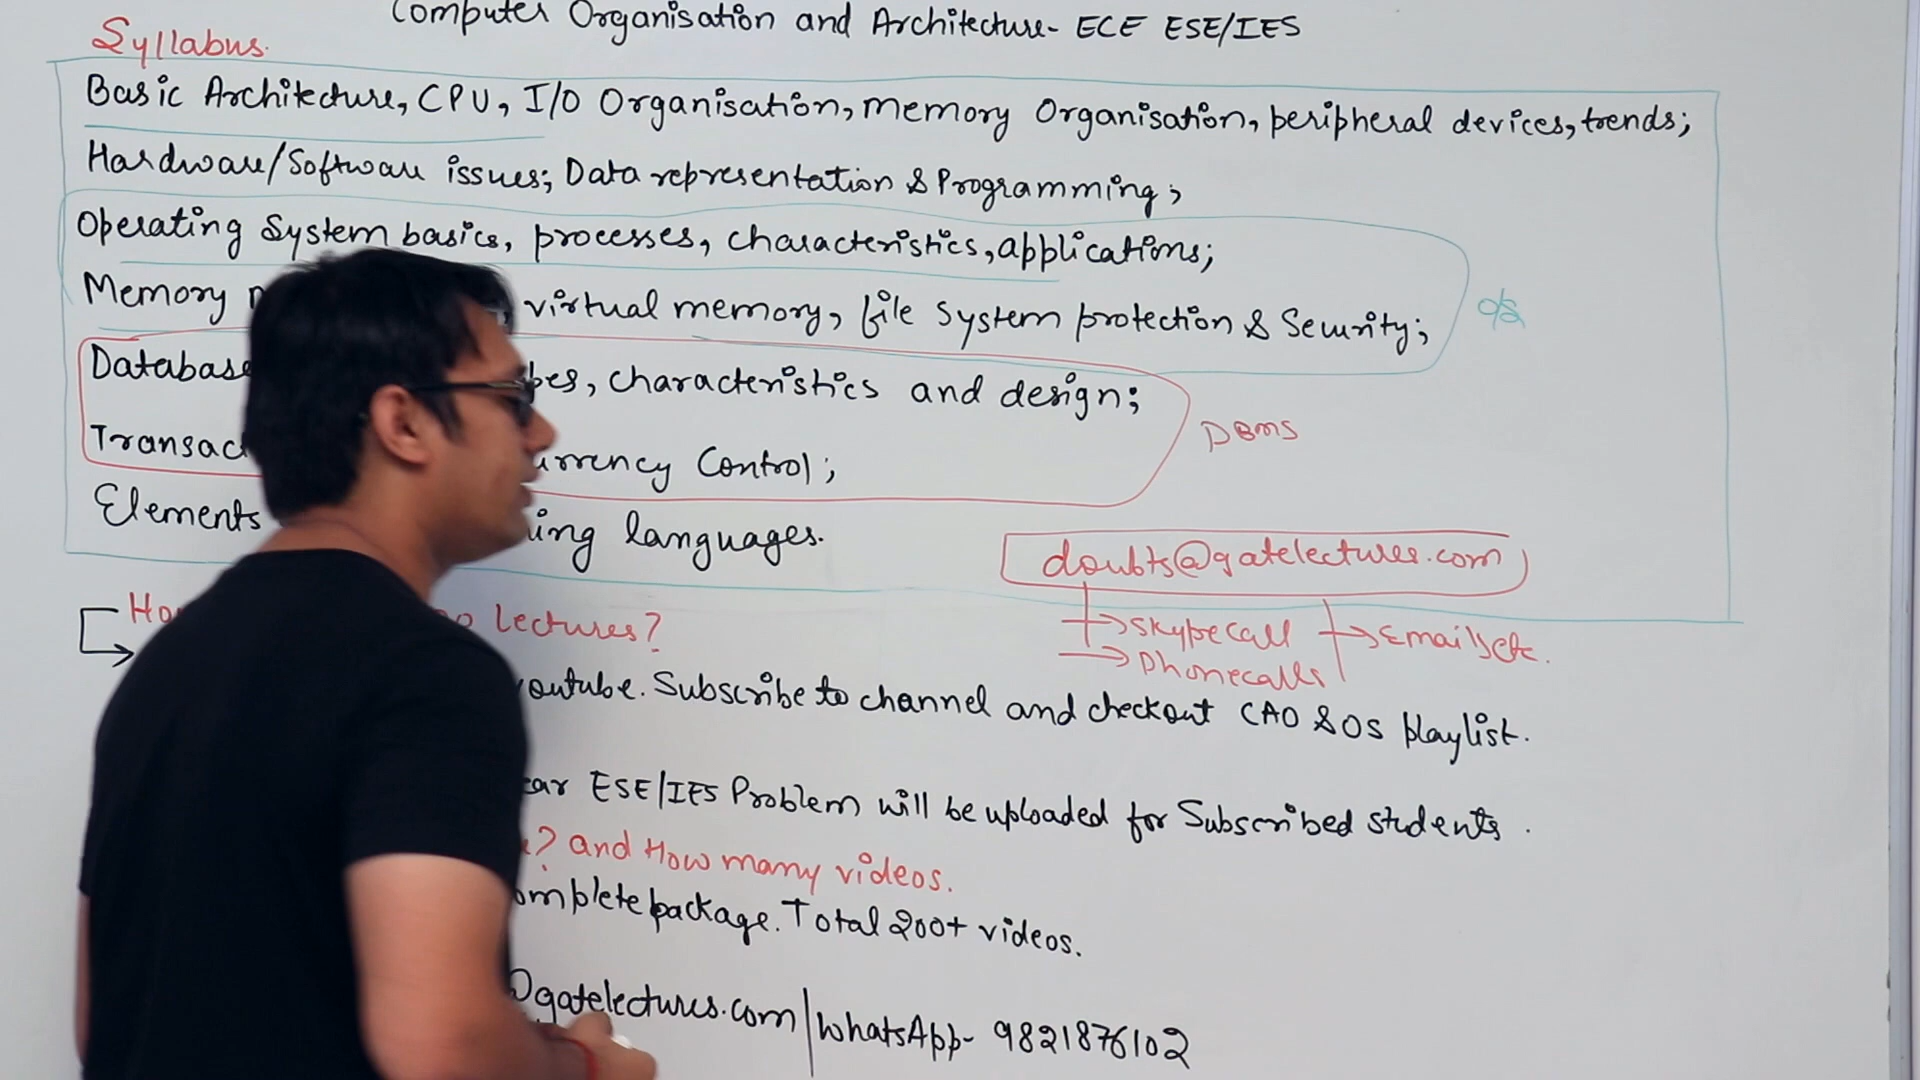 Computer Organisation and Architecture- ECE ESE/IES
Syllabus.
Basic Architecture, CPU, I/O Organisation, Memory Organisation, peripheral devices, trends;
Hardware/Software issues; Data representation & Programming;
Operating System basics, processes, characteristics, applications;
Memory virtual memory, file System protection & Security;
O/S
Database characteristics and design;
DBMS
Control;
Elements languages.
doubts@gatelectures.com
Skype call
Emails etc.
Phone calls
lectures?
Youtube. Subscribe to channel and checkout CAO & OS playlist.
ESE/IES Problem will be uploaded for Subscribed students.
? and How many videos.
package. Total 200+ videos.
@gatelectures.com | WhatsApp- 9821876102